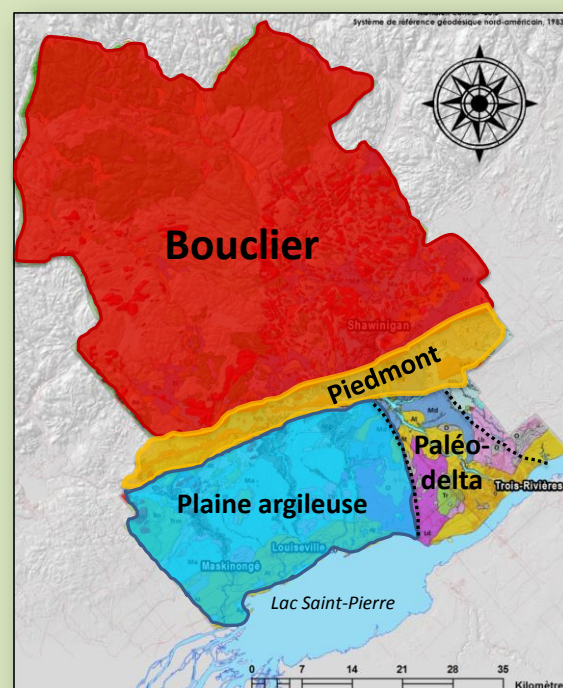 Système de référence géodésique nord-américain, 1983
Bouclier
Shawinigan
Piedmont
Paléo-
delta
Trois-Rivières
Plaine argileuse
Louiseville
Maskinongé
Lac Saint-Pierre
0 7 14 21 28 35
Kilomètre